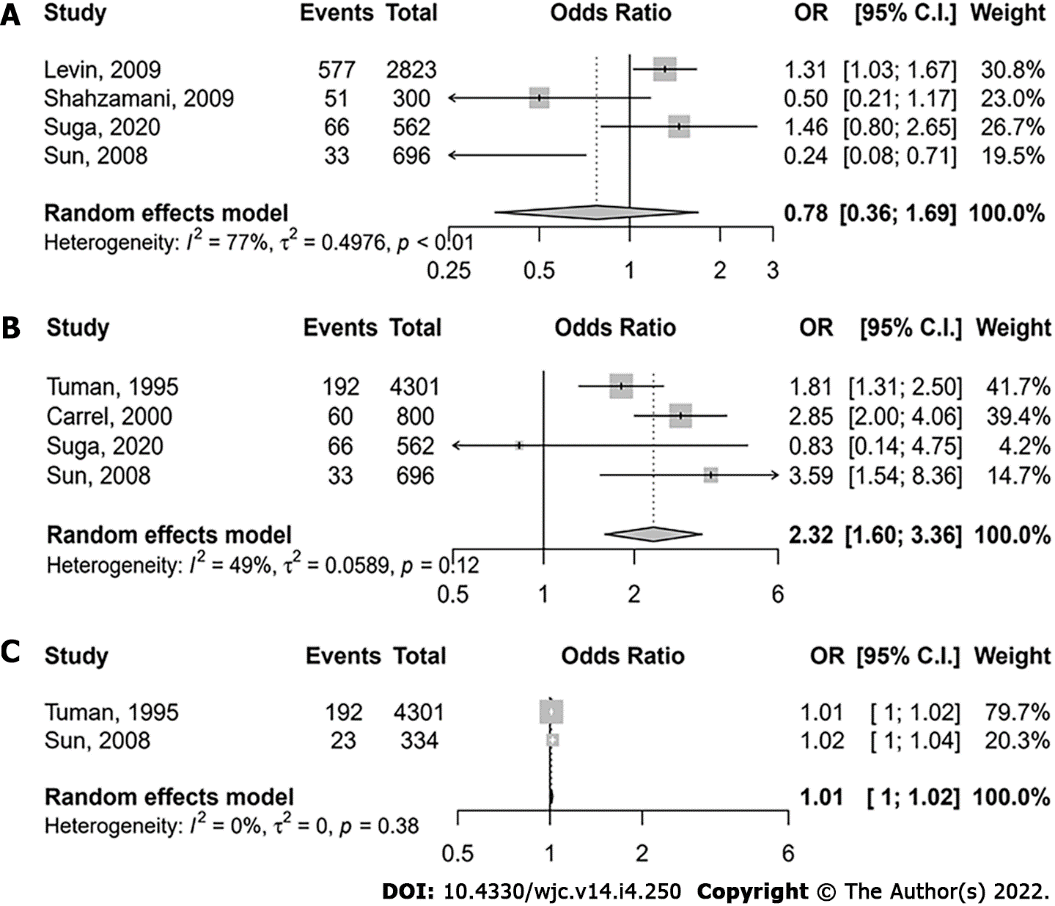 A Study Events Total Odds Ratio OR [95% C.I.] Weight
Levin, 2009 577 2823 1.31 [1.03; 1.67] 30.8%
Shahzamani, 2009 51 300 0.50 [0.21; 1.17] 23.0%
Suga, 2020 66 562 1.46 [0.80; 2.65] 26.7%
Sun, 2008 33 696 0.24 [0.08; 0.71] 19.5%
Random effects model 0.78 [0.36; 1.69] 100.0%
Heterogeneity: I² = 77%, τ² = 0.4976, p < 0.01
0.25 0.5 1 2 3
B Study Events Total Odds Ratio OR [95% C.I.] Weight
Tuman, 1995 192 4301 1.81 [1.31; 2.50] 41.7%
Carrel, 2000 60 800 2.85 [2.00; 4.06] 39.4%
Suga, 2020 66 562 0.83 [0.14; 4.75] 4.2%
Sun, 2008 33 696 3.59 [1.54; 8.36] 14.7%
Random effects model 2.32 [1.60; 3.36] 100.0%
Heterogeneity: I² = 49%, τ² = 0.0589, p = 0.12
0.5 1 2 6
C Study Events Total Odds Ratio OR [95% C.I.] Weight
Tuman, 1995 192 4301 1.01 [ 1; 1.02] 79.7%
Sun, 2008 23 334 1.02 [ 1; 1.04] 20.3%
Random effects model 1.01 [ 1; 1.02] 100.0%
Heterogeneity: I² = 0%, τ² = 0, p = 0.38
0.5 1 2 6
DOI: 10.4330/wjc.v14.i4.250 Copyright © The Author(s) 2022.